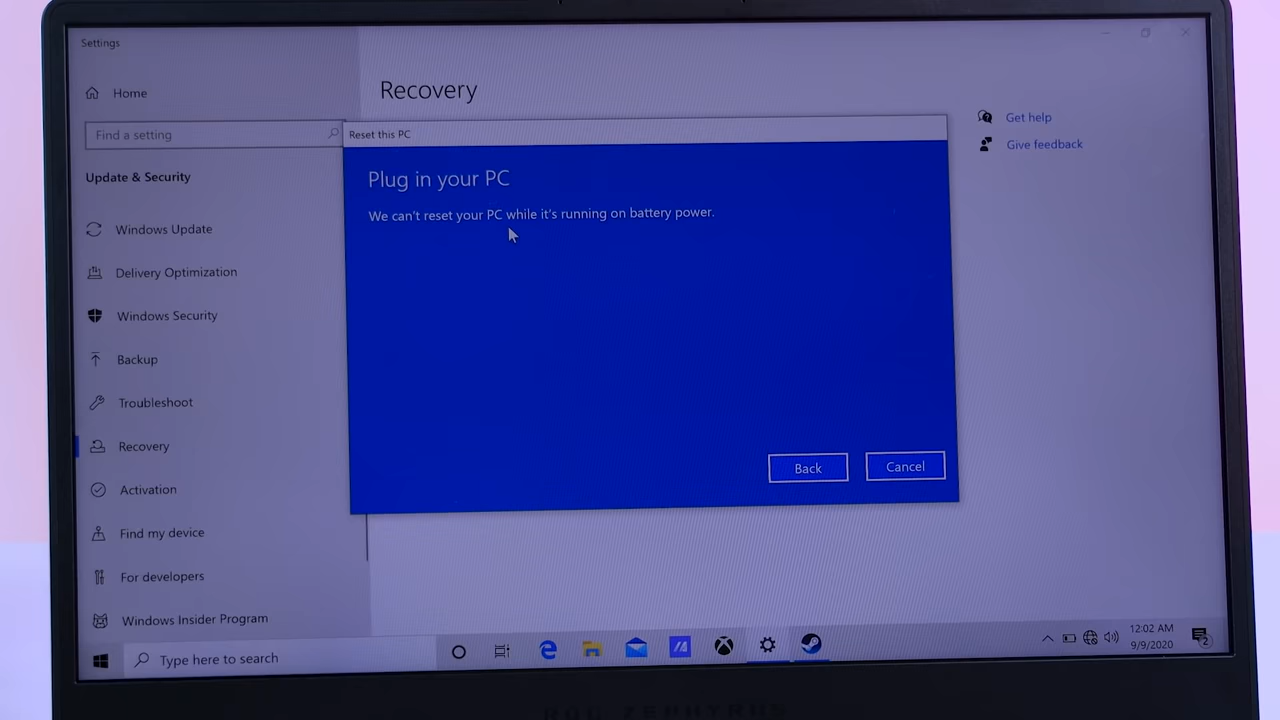 Settings
Home
Find a setting
Update & Security
Windows Update
Delivery Optimization
Windows Security
Backup
Troubleshoot
Recovery
Activation
Find my device
For developers
Windows Insider Program
Recovery
Get help
Give feedback
Reset this PC
Plug in your PC
We can't reset your PC while it's running on battery power.
Back
Cancel
Type here to search
12:02 AM
9/9/2020
2
ROG ZEPHYRUS